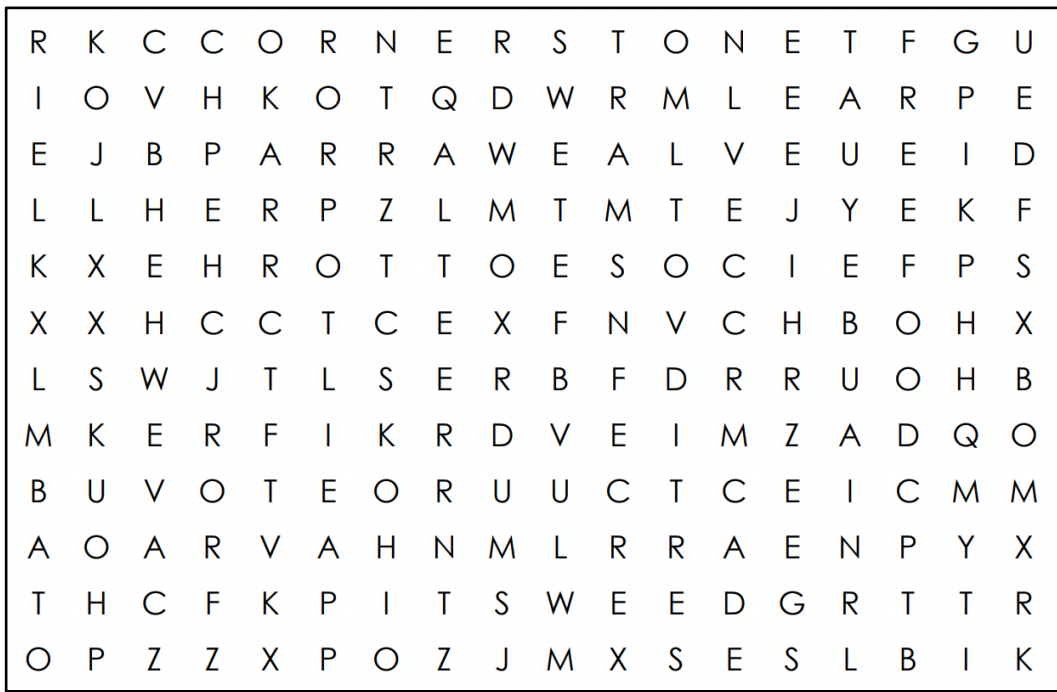 R K C C O R N E R S T O N E T F G U
I O V H K O T Q D W R M L E A R P E
E J B P A R R A W E A L V E U E I D
L L H E R P Z L M T M T E J Y E K F
K X E H R O T T O E S O C I E F P S
X X H C C T C E X F N V C H B O H X
L S W J T L S E R B F D R R U O H B
M K E R F I K R D V E I M Z A D Q O
B U V O T E O R U U C T C E I C M M
A O A R V A H N M L R R A E N P Y X
T H C F K P I T S W E E D G R T T R
O P Z Z X P O Z J M X S E S L B I K